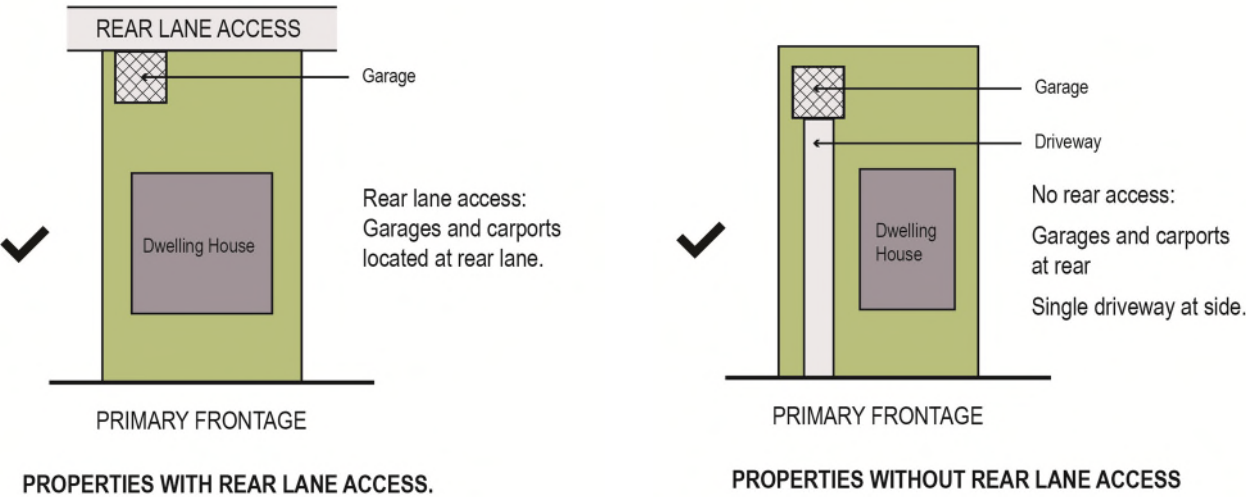 REAR LANE ACCESS
Garage
Dwelling House
Rear lane access:
Garages and carports
located at rear lane.
PRIMARY FRONTAGE
PROPERTIES WITH REAR LANE ACCESS.
Garage
Driveway
Dwelling
House
No rear access:
Garages and carports
at rear
Single driveway at side.
PRIMARY FRONTAGE
PROPERTIES WITHOUT REAR LANE ACCESS